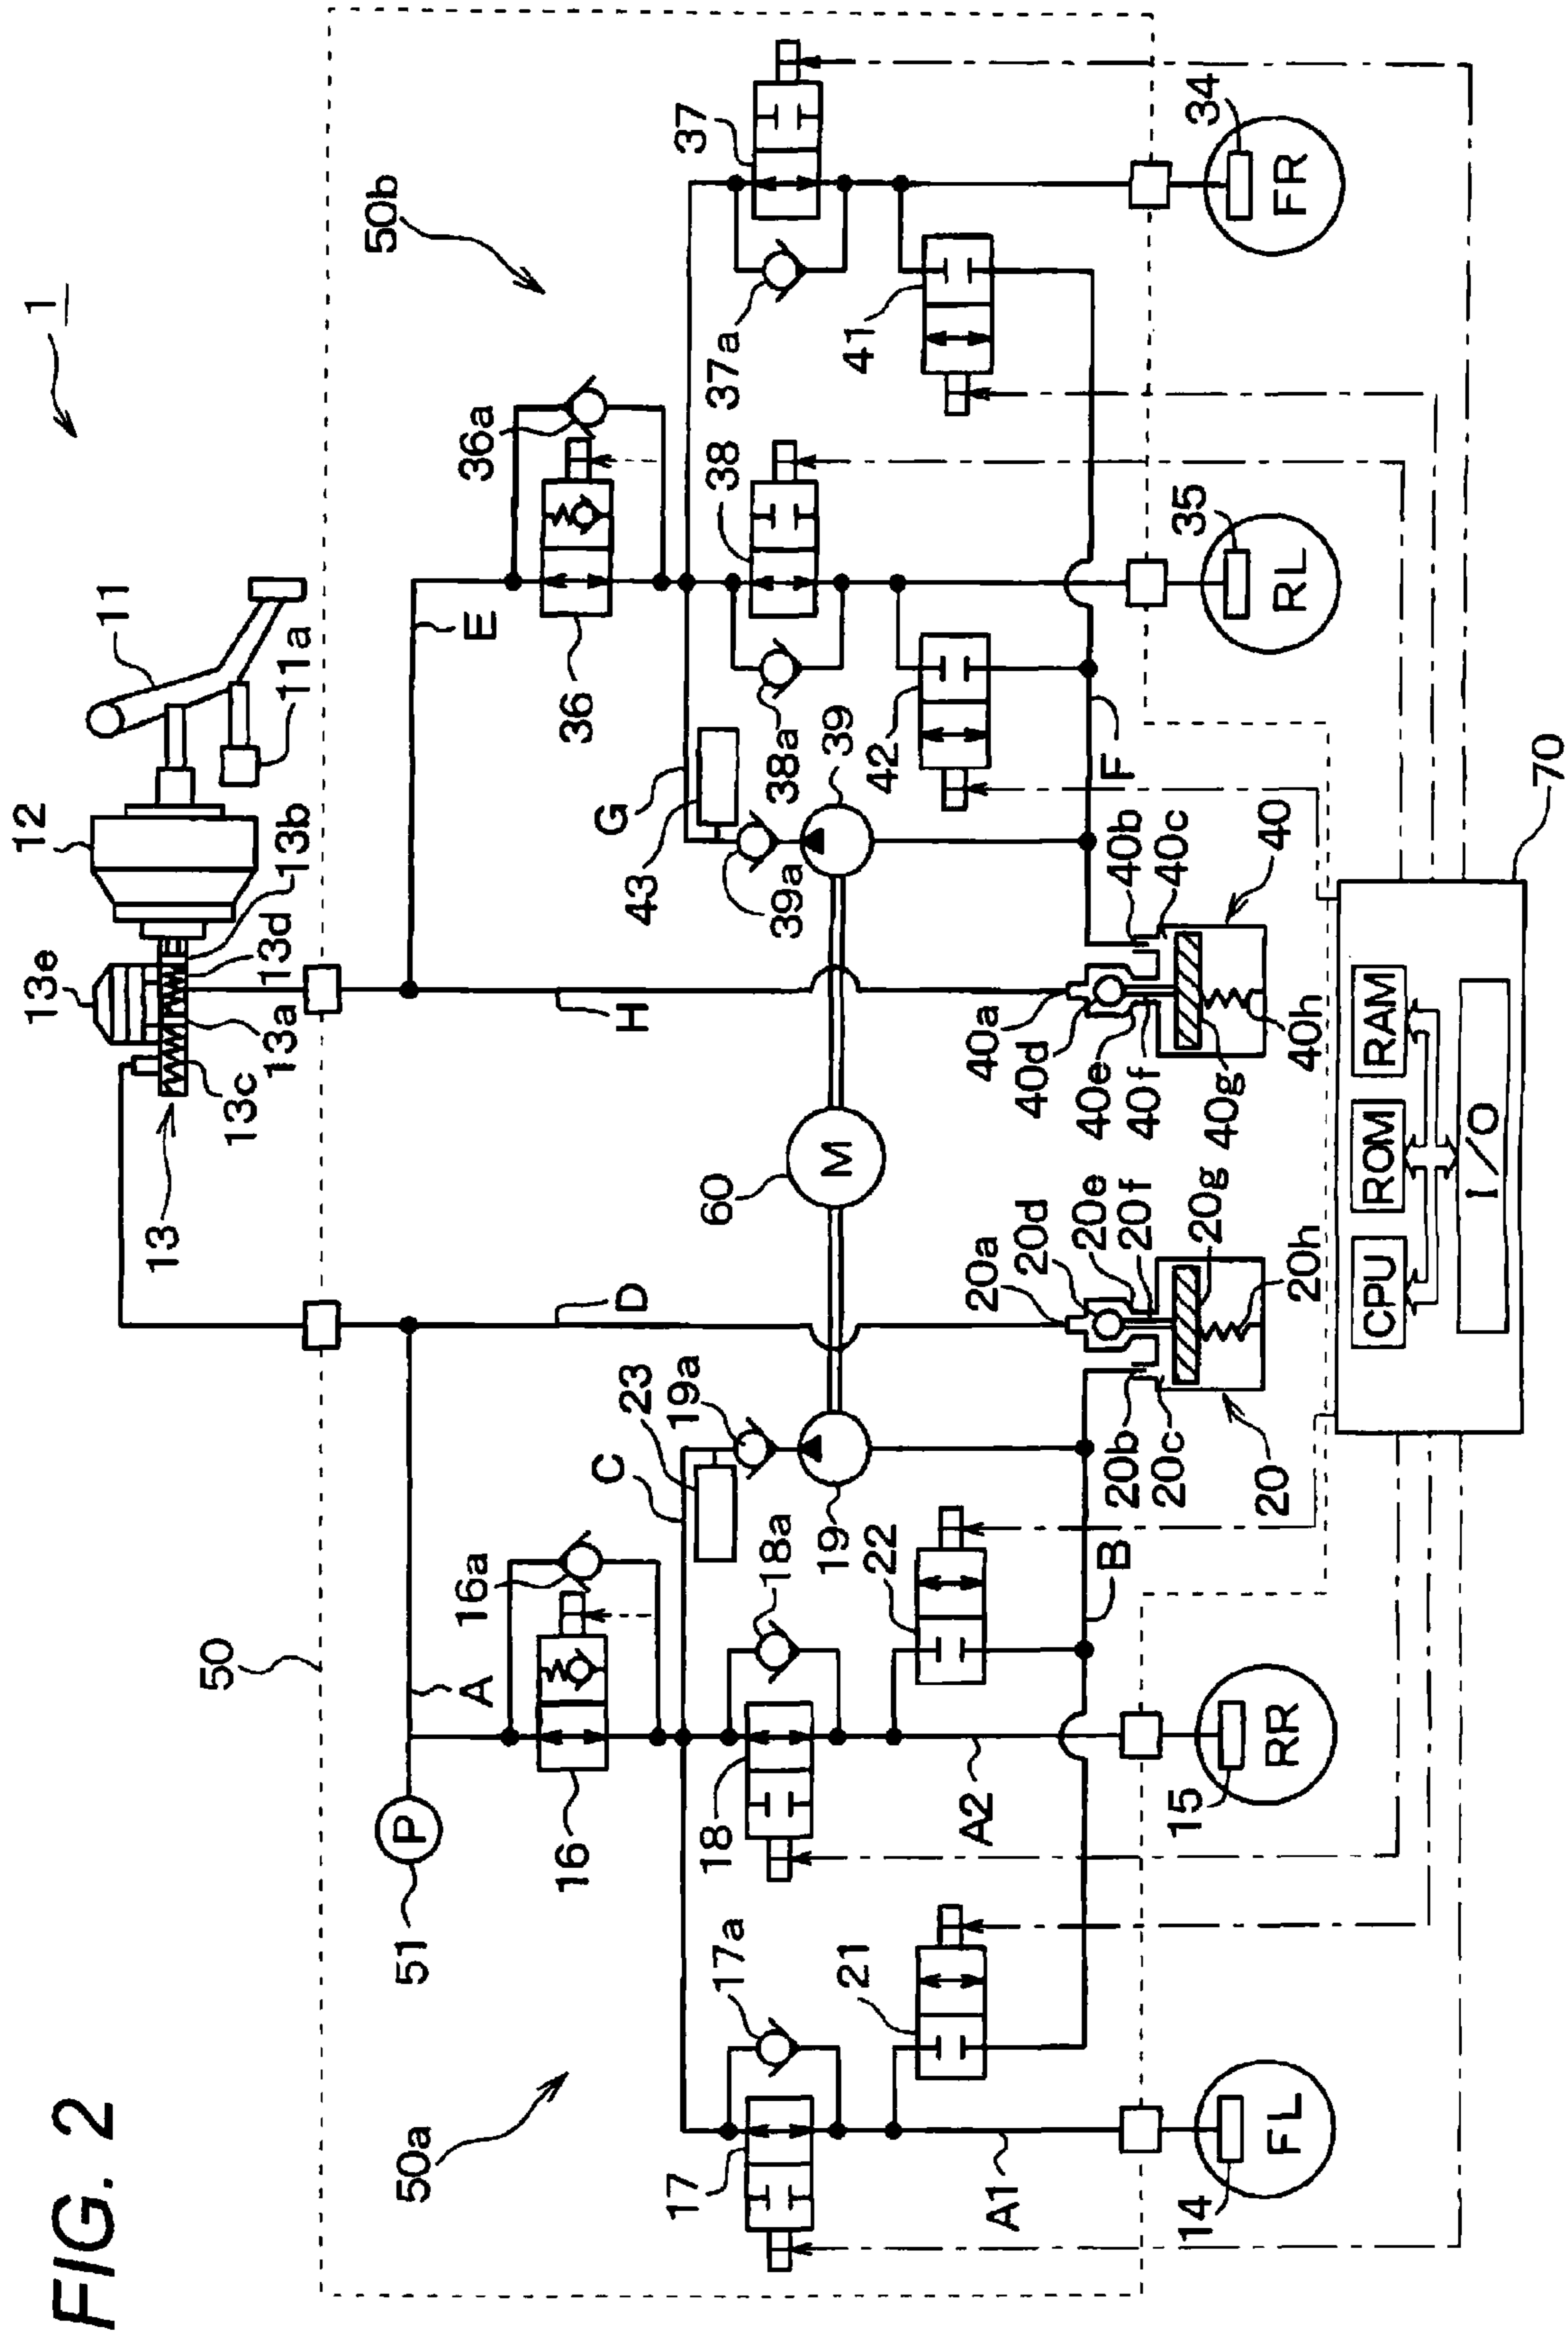 FIG. 2
1
11
11a
12
13b
13d
13e
13a
13c
13
50
50a
50b
51
P
A
E
D
H
16
16a
36
36a
C
23
19a
G
43
39a
17
17a
18
18a
38
38a
37
37a
19
60
M
39
21
22
42
41
A1
A2
B
F
20a
20d
20e
20f
20g
20h
20b
20c
20
40a
40d
40e
40f
40g
40h
40b
40c
40
14
FL
15
RR
35
RL
34
FR
70
CPU
ROM
RAM
I/O